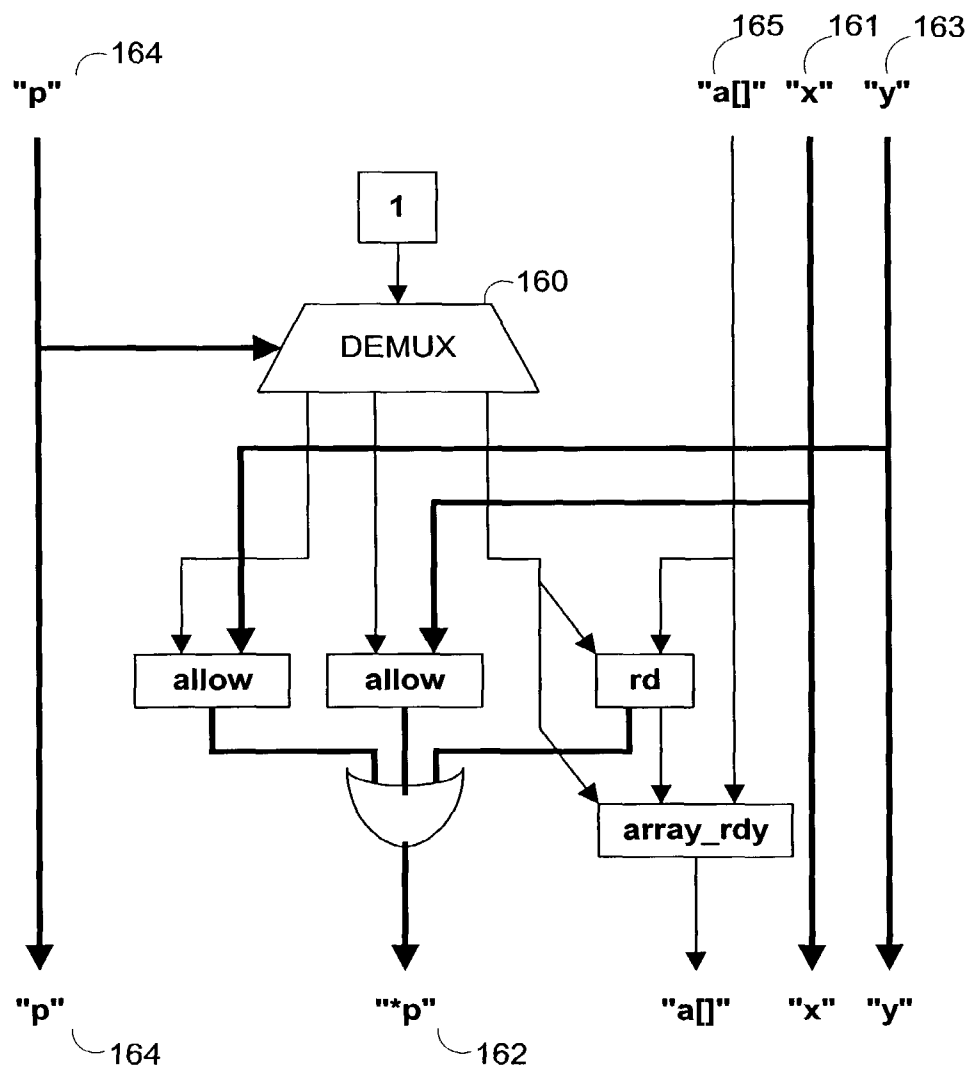 164 165 161 163
"p" "a[]" "x" "y"
1
160
DEMUX
allow allow rd
array_rdy
"p" "*p" "a[]" "x" "y"
164 162